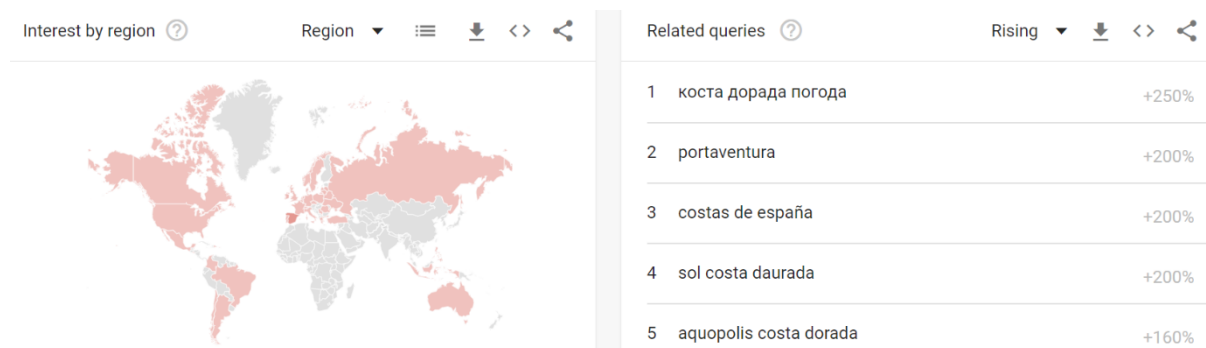 Interest by region
Region
Related queries
Rising
1 коста дорада погода +250%
2 portaventura +200%
3 costas de españa +200%
4 sol costa daurada +200%
5 aquopolis costa dorada +160%